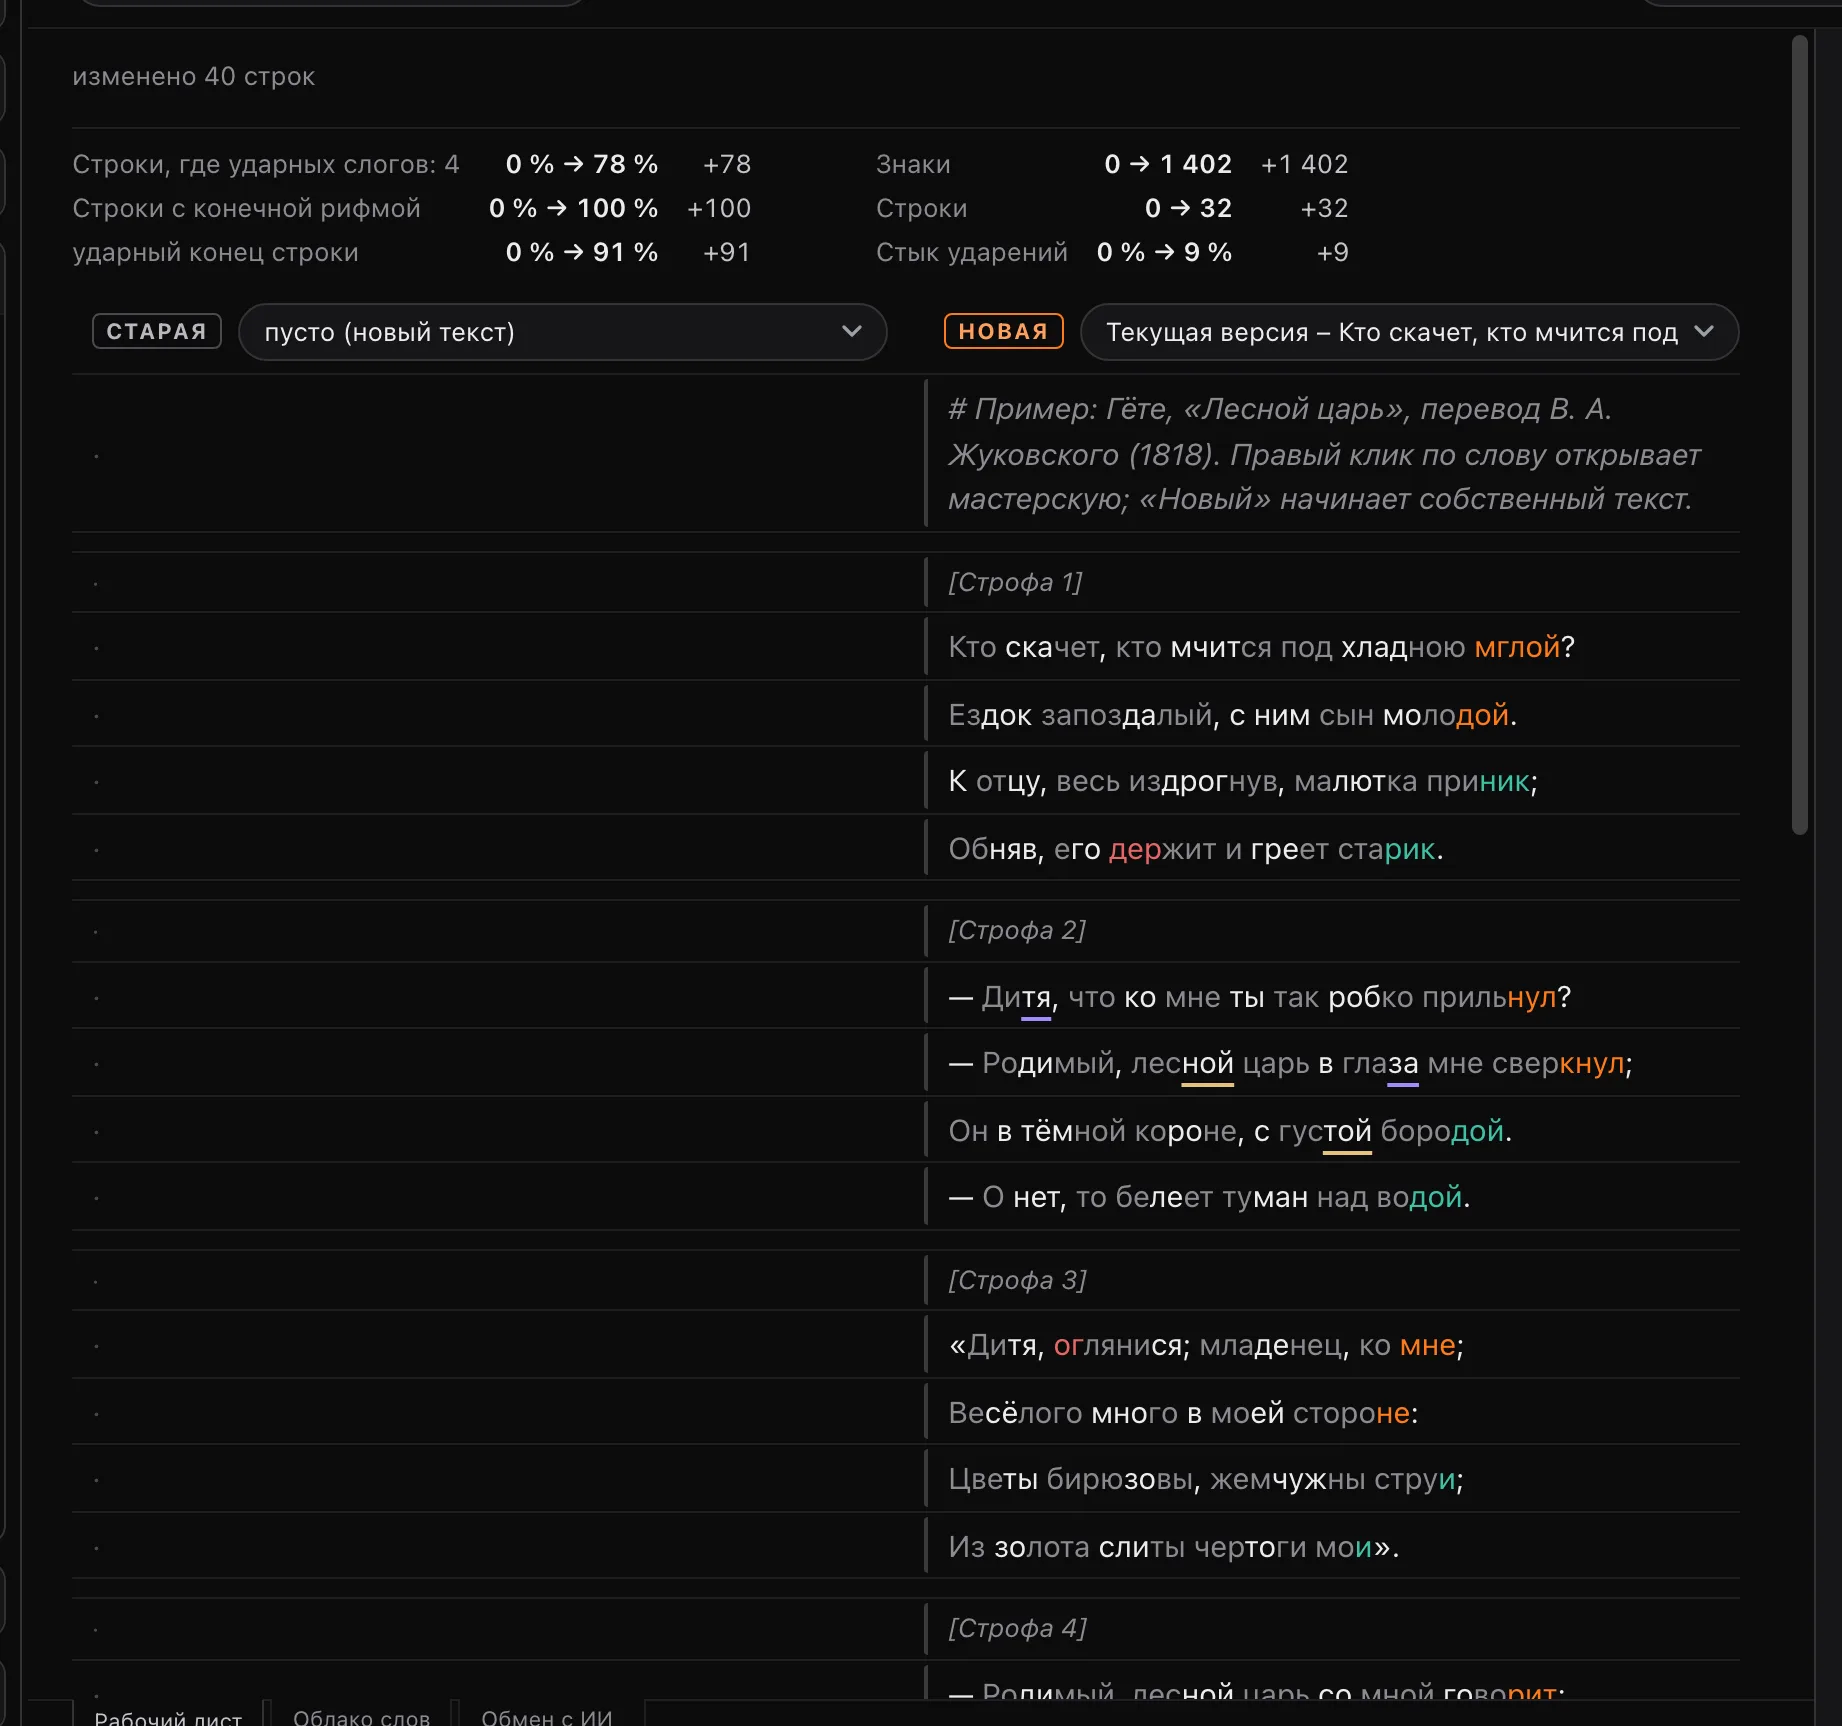 изменено 40 строк
Строки, где ударных слогов: 4 0 % → 78 % +78 Знаки 0 → 1 402 +1 402
Строки с конечной рифмой 0 % → 100 % +100 Строки 0 → 32 +32
ударный конец строки 0 % → 91 % +91 Стык ударений 0 % → 9 % +9
СТАРАЯ пусто (новый текст) НОВАЯ Текущая версия – Кто скачет, кто мчится под
# Пример: Гёте, «Лесной царь», перевод В. А.
Жуковского (1818). Правый клик по слову открывает
мастерскую; «Новый» начинает собственный текст.
[Строфа 1]
Кто скачет, кто мчится под хладною мглой?
Ездок запоздалый, с ним сын молодой.
К отцу, весь издрогнув, малютка приник;
Обняв, его держит и греет старик.
[Строфа 2]
— Дитя, что ко мне ты так робко прильнул?
— Родимый, лесной царь в глаза мне сверкнул;
Он в тёмной короне, с густой бородой.
— О нет, то белеет туман над водой.
[Строфа 3]
«Дитя, оглянися; младенец, ко мне;
Весёлого много в моей стороне:
Цветы бирюзовы, жемчужны струи;
Из золота слиты чертоги мои».
[Строфа 4]
— Родимый, лесной царь со мной говорит:
Рабочий лист Облако слов Обмен с ИИ